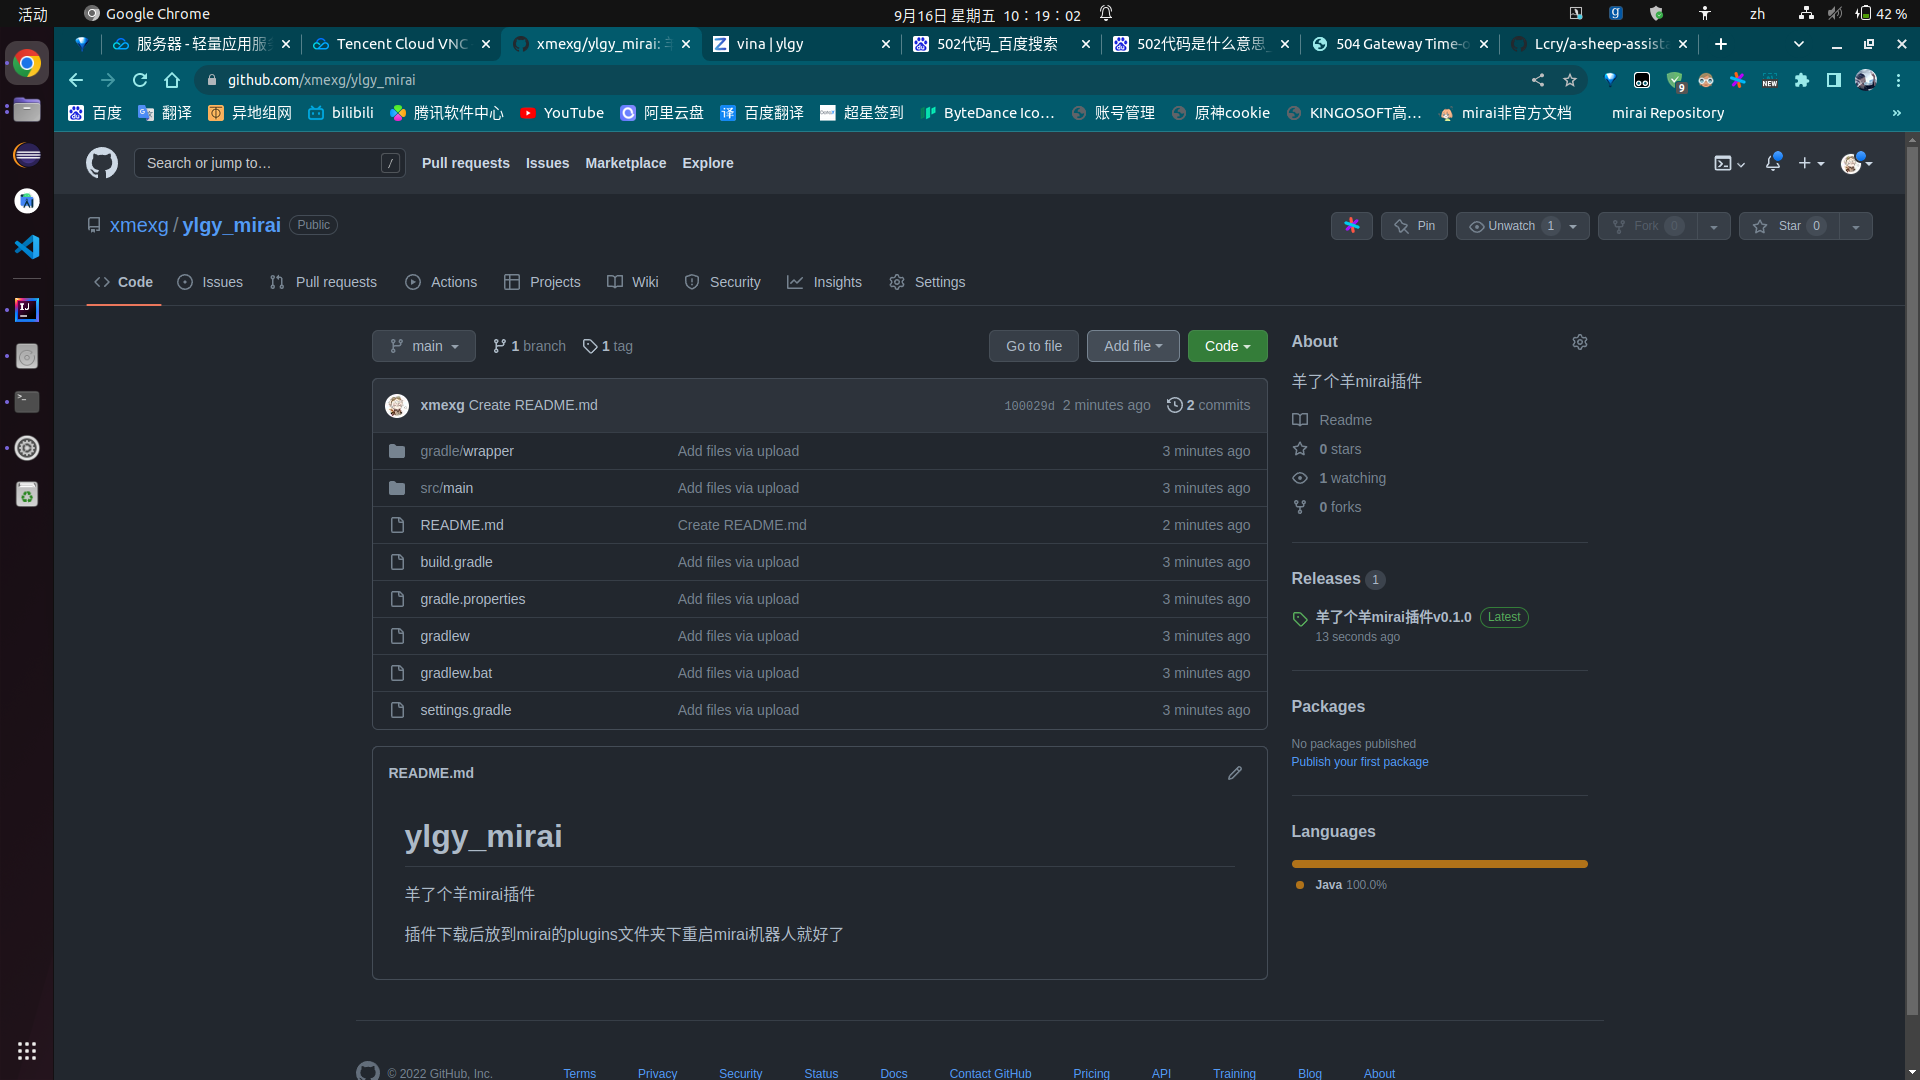 活动
Google Chrome
9月16日 星期五 10:19:02
zh
42 %
服务器 - 轻量应用服
Tencent Cloud VNC
xmexg/ylgy_mirai:
vina | ylgy
502代码_百度搜索
502代码是什么意思_
504 Gateway Time-o
Lcry/a-sheep-assista
github.com/xmexg/ylgy_mirai
9
NEW
百度
翻译
异地组网
bilibili
腾讯软件中心
YouTube
阿里云盘
百度翻译
超星签到
ByteDance Ico…
账号管理
原神cookie
KINGOSOFT高…
mirai非官方文档
mirai Repository
»
Search or jump to…
/
Pull requests
Issues
Marketplace
Explore
xmexg / ylgy_mirai
Public
Pin
Unwatch 1
Fork 0
Star 0
Code
Issues
Pull requests
Actions
Projects
Wiki
Security
Insights
Settings
main
1 branch
1 tag
Go to file
Add file
Code
xmexg Create README.md
100029d 2 minutes ago
2 commits
gradle/wrapper Add files via upload 3 minutes ago
src/main Add files via upload 3 minutes ago
README.md Create README.md 2 minutes ago
build.gradle Add files via upload 3 minutes ago
gradle.properties Add files via upload 3 minutes ago
gradlew Add files via upload 3 minutes ago
gradlew.bat Add files via upload 3 minutes ago
settings.gradle Add files via upload 3 minutes ago
README.md
ylgy_mirai
羊了个羊mirai插件
插件下载后放到mirai的plugins文件夹下重启mirai机器人就好了
About
羊了个羊mirai插件
Readme
0 stars
1 watching
0 forks
Releases 1
羊了个羊mirai插件v0.1.0 Latest
13 seconds ago
Packages
No packages published
Publish your first package
Languages
Java 100.0%
© 2022 GitHub, Inc.
Terms
Privacy
Security
Status
Docs
Contact GitHub
Pricing
API
Training
Blog
About